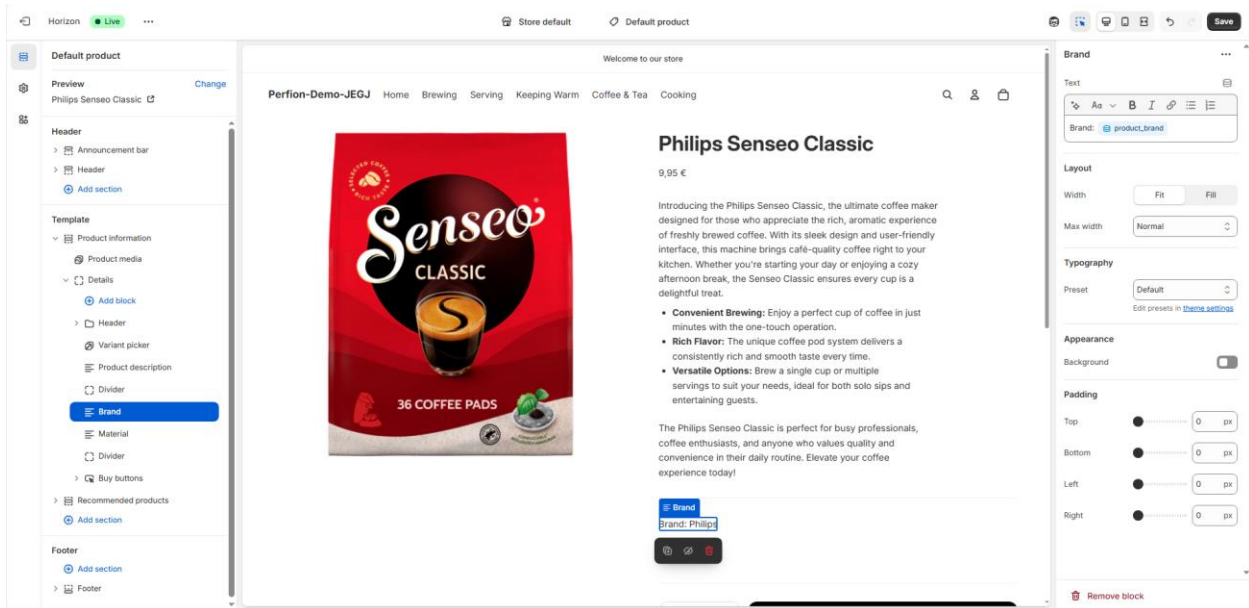 Horizon
Live
Store default
Default product
Save
Default product
Preview
Change
Philips Senseo Classic
Header
Announcement bar
Header
Add section
Template
Product information
Product media
Details
Add block
Header
Variant picker
Product description
Divider
Brand
Material
Divider
Buy buttons
Recommended products
Add section
Footer
Add section
Footer
Welcome to our store
Perfion-Demo-JEGJ Home Brewing Serving Keeping Warm Coffee & Tea Cooking
SELECTED COFFEE
RICH TASTE
Senseo
CLASSIC
36 COFFEE PADS
Philips Senseo Classic
9,95 €
Introducing the Philips Senseo Classic, the ultimate coffee maker
designed for those who appreciate the rich, aromatic experience
of freshly brewed coffee. With its sleek design and user-friendly
interface, this machine brings café-quality coffee right to your
kitchen. Whether you're starting your day or enjoying a cozy
afternoon break, the Senseo Classic ensures every cup is a
delightful treat.
• Convenient Brewing: Enjoy a perfect cup of coffee in just
minutes with the one-touch operation.
• Rich Flavor: The unique coffee pod system delivers a
consistently rich and smooth taste every time.
• Versatile Options: Brew a single cup or multiple
servings to suit your needs, ideal for both solo sips and
entertaining guests.
The Philips Senseo Classic is perfect for busy professionals,
coffee enthusiasts, and anyone who values quality and
convenience in their daily routine. Elevate your coffee
experience today!
Brand
Brand: Philips
Brand
Text
Aa B I
Brand: product_brand
Layout
Width Fit Fill
Max width Normal
Typography
Preset Default
Edit presets in theme settings
Appearance
Background
Padding
Top 0 px
Bottom 0 px
Left 0 px
Right 0 px
Remove block